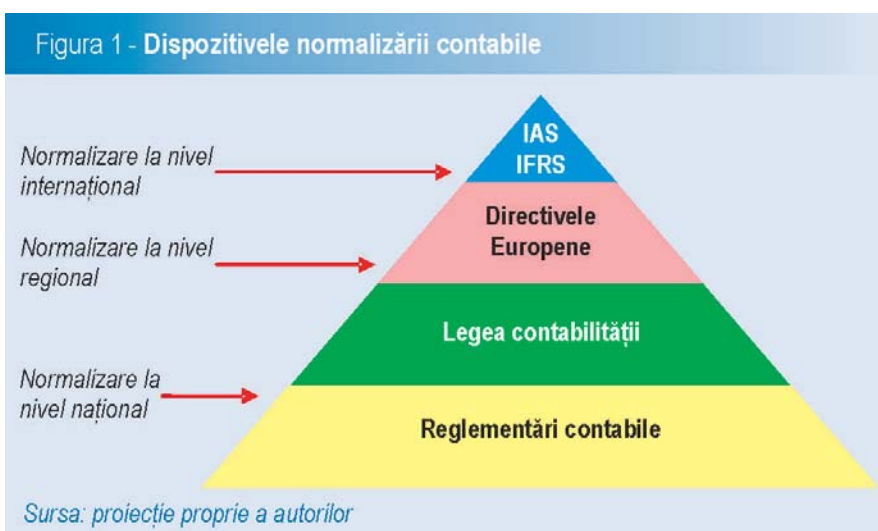 Figura 1 - Dispozitivele normalizării contabile
IAS
IFRS
Normalizare la nivel
internațional
Directivele
Europene
Normalizare la nivel
regional
Legea contabilității
Normalizare la
nivel național
Reglementări contabile
Sursa: proiecție proprie a autorilor